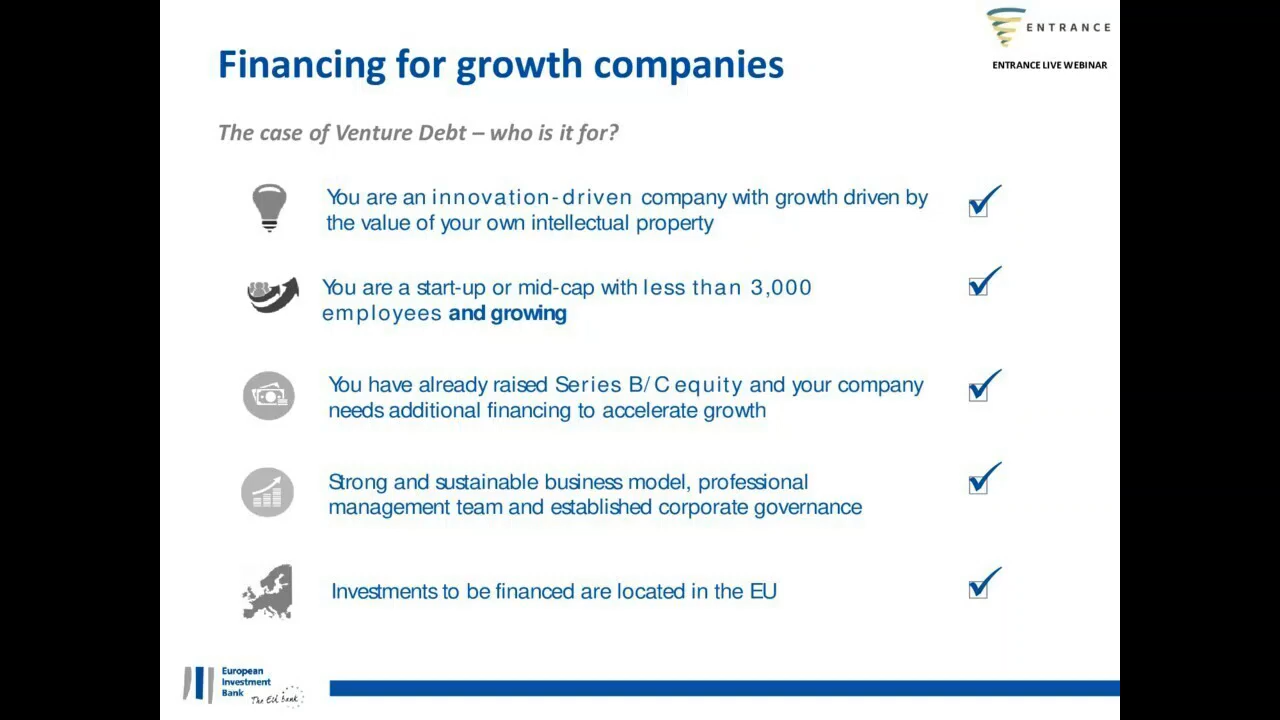 ENTRANCE
ENTRANCE LIVE WEBINAR
Financing for growth companies
The case of Venture Debt – who is it for?
You are an innovation-driven company with growth driven by
the value of your own intellectual property
You are a start-up or mid-cap with less than 3,000
employees and growing
You have already raised Series B/C equity and your company
needs additional financing to accelerate growth
Strong and sustainable business model, professional
management team and established corporate governance
Investments to be financed are located in the EU
European
Investment
Bank
The EU bank